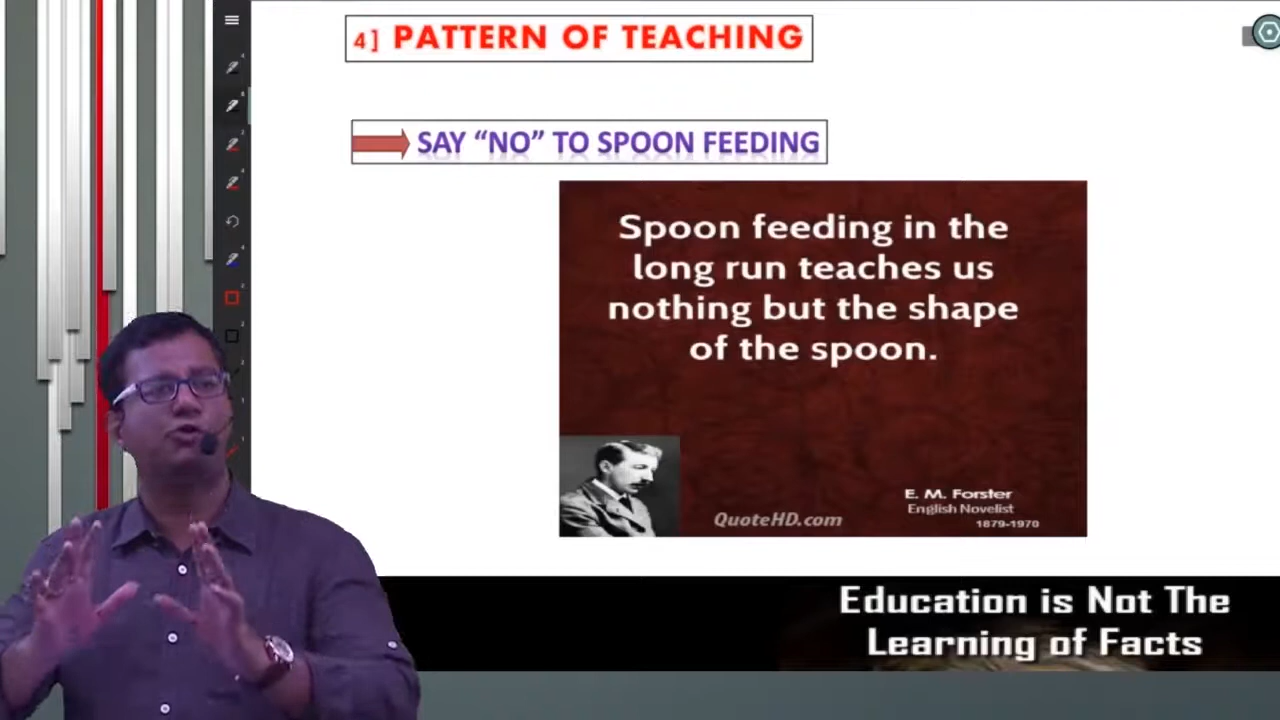 4] PATTERN OF TEACHING
SAY “NO” TO SPOON FEEDING
Spoon feeding in the
long run teaches us
nothing but the shape
of the spoon.
E. M. Forster
English Novelist
1879-1970
QuoteHD.com
Education is Not The
Learning of Facts